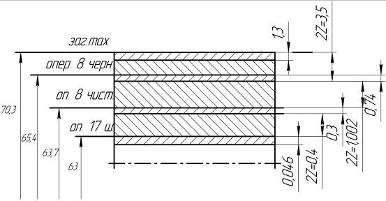 заг max
опер. 8 черн
оп. 8 чист
оп. 17 ш
70,3
65,4
63,7
63
1,3
2Z=3,5
0,74
0,3
2Z=1.002
0,046
2Z=0,4